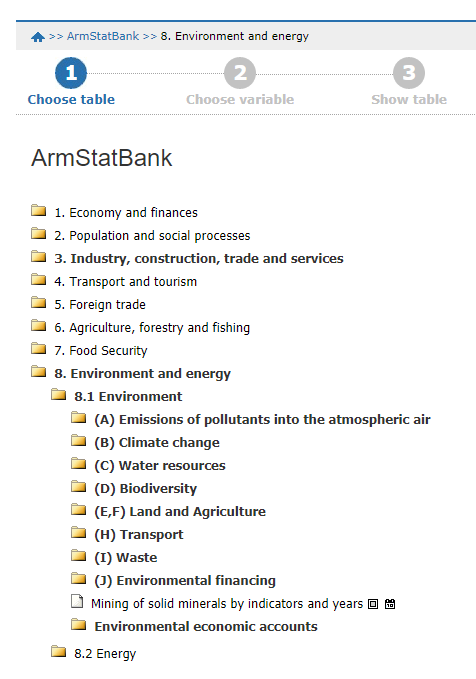 >> ArmStatBank >> 8. Environment and energy
1 2 3
Choose table Choose variable Show table
ArmStatBank
1. Economy and finances
2. Population and social processes
3. Industry, construction, trade and services
4. Transport and tourism
5. Foreign trade
6. Agriculture, forestry and fishing
7. Food Security
8. Environment and energy
8.1 Environment
(A) Emissions of pollutants into the atmospheric air
(B) Climate change
(C) Water resources
(D) Biodiversity
(E,F) Land and Agriculture
(H) Transport
(I) Waste
(J) Environmental financing
Mining of solid minerals by indicators and years
Environmental economic accounts
8.2 Energy